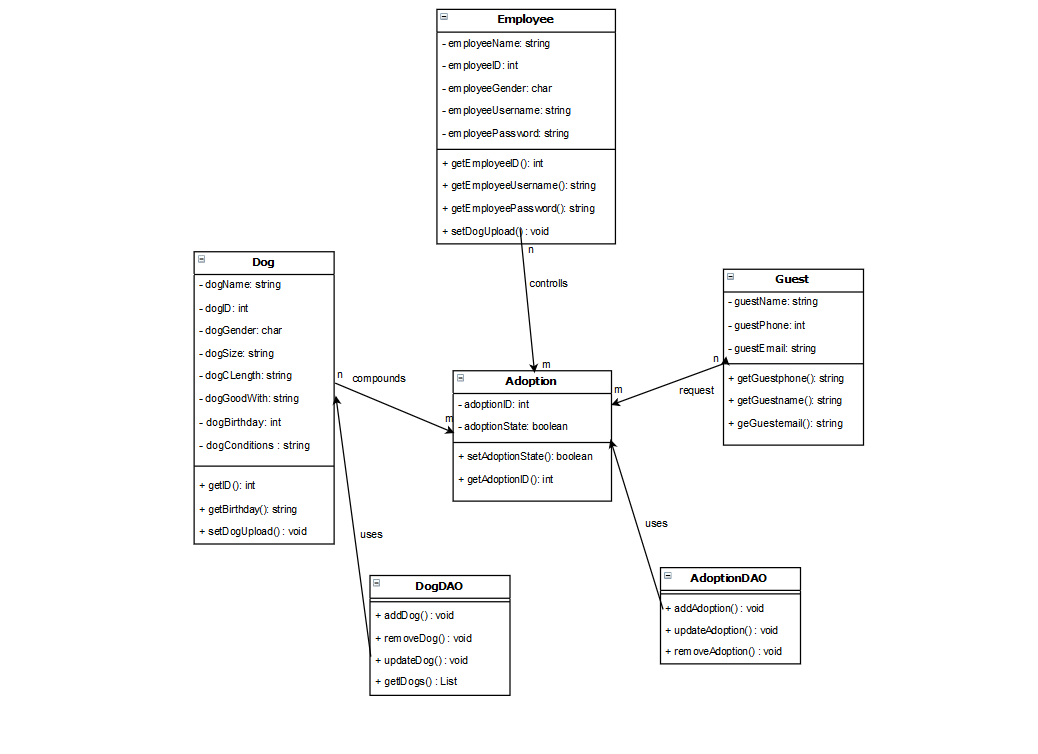 Employee
- employeeName: string
- employeeID: int
- employeeGender: char
- employeeUsername: string
- employeePassword: string
+ getEmployeeID(): int
+ getEmployeeUsername(): string
+ getEmployeePassword(): string
+ setDogUpload() : void
n
controlls
m
Dog
- dogName: string
- dogID: int
- dogGender: char
- dogSize: string
- dogCLength: string
- dogGoodWith: string
- dogBirthday: int
- dogConditions : string
+ getID(): int
+ getBirthday(): string
+ setDogUpload() : void
n
compounds
m
Adoption
- adoptionID: int
- adoptionState: boolean
+ setAdoptionState(): boolean
+ getAdoptionID(): int
Guest
- guestName: string
- guestPhone: int
- guestEmail: string
+ getGuestphone(): string
+ getGuestname(): string
+ geGuestemail(): string
n
request
m
uses
uses
DogDAO
+ addDog() : void
+ removeDog() : void
+ updateDog() : void
+ getlDogs() : List
AdoptionDAO
+ addAdoption() : void
+ updateAdoption() : void
+ removeAdoption() : void